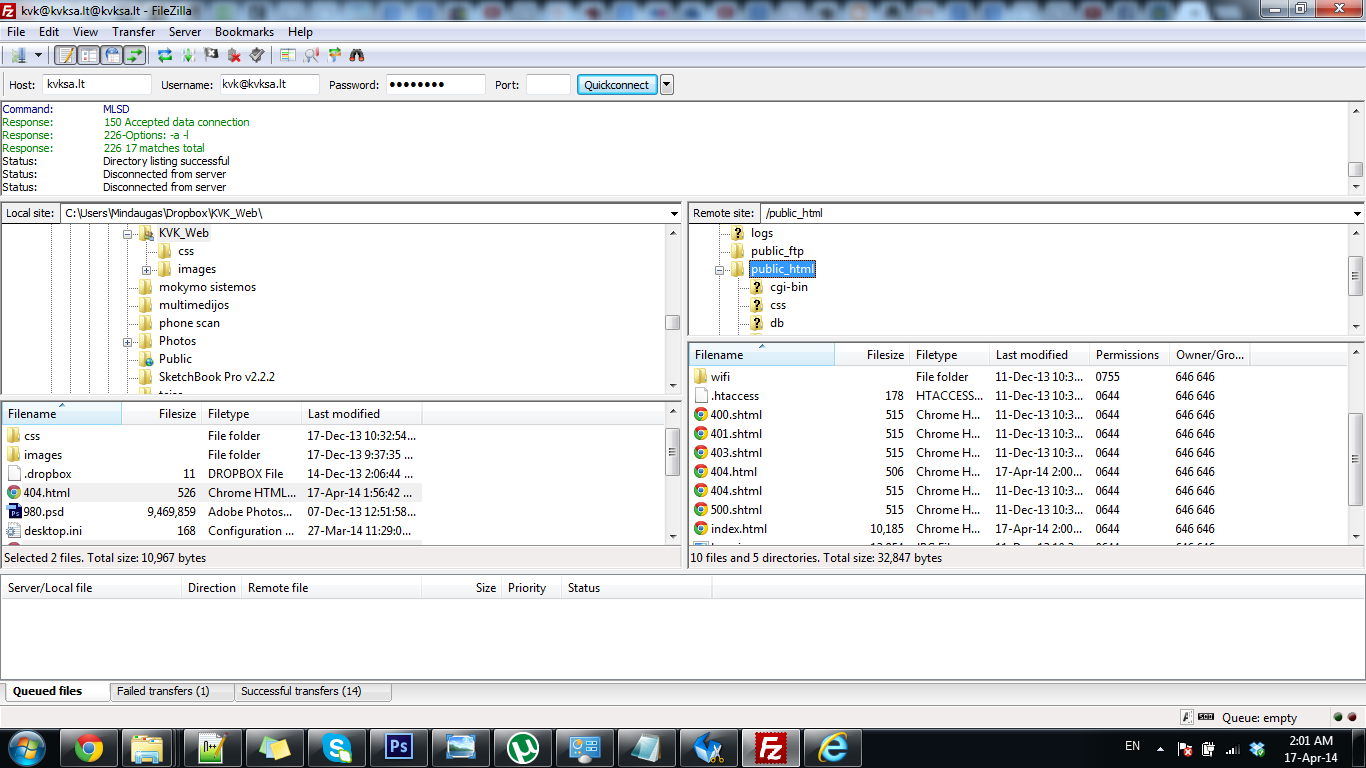 kvk@kvksa.lt@kvksa.lt - FileZilla
File Edit View Transfer Server Bookmarks Help
Host: kvksa.lt Username: kvk@kvksa.lt Password: ●●●●●●●● Port: Quickconnect
Command: MLSD
Response: 150 Accepted data connection
Response: 226-Options: -a -l
Response: 226 17 matches total
Status: Directory listing successful
Status: Disconnected from server
Status: Disconnected from server
Local site: C:\Users\Mindaugas\Dropbox\KVK_Web\
KVK_Web
css
images
mokymo sistemos
multimedijos
phone scan
Photos
Public
SketchBook Pro v2.2.2
Filename Filesize Filetype Last modified
css File folder 17-Dec-13 10:32:54...
images File folder 17-Dec-13 9:37:35 ...
.dropbox 11 DROPBOX File 14-Dec-13 2:06:44 ...
404.html 526 Chrome HTML... 17-Apr-14 1:56:42 ...
980.psd 9,469,859 Adobe Photos... 07-Dec-13 12:51:58...
desktop.ini 168 Configuration ... 27-Mar-14 11:29:0...
Selected 2 files. Total size: 10,967 bytes
Remote site: /public_html
logs
public_ftp
public_html
cgi-bin
css
db
Filename Filesize Filetype Last modified Permissions Owner/Gro...
wifi File folder 11-Dec-13 10:3... 0755 646 646
.htaccess 178 HTACCESS... 11-Dec-13 10:3... 0644 646 646
400.shtml 515 Chrome H... 11-Dec-13 10:3... 0644 646 646
401.shtml 515 Chrome H... 11-Dec-13 10:3... 0644 646 646
403.shtml 515 Chrome H... 11-Dec-13 10:3... 0644 646 646
404.html 506 Chrome H... 17-Apr-14 2:00... 0644 646 646
404.shtml 515 Chrome H... 11-Dec-13 10:3... 0644 646 646
500.shtml 515 Chrome H... 11-Dec-13 10:3... 0644 646 646
index.html 10,185 Chrome H... 17-Apr-14 2:00... 0644 646 646
10 files and 5 directories. Total size: 32,847 bytes
Server/Local file Direction Remote file Size Priority Status
Queued files Failed transfers (1) Successful transfers (14)
Queue: empty
Ps
Fz
EN
2:01 AM
17-Apr-14